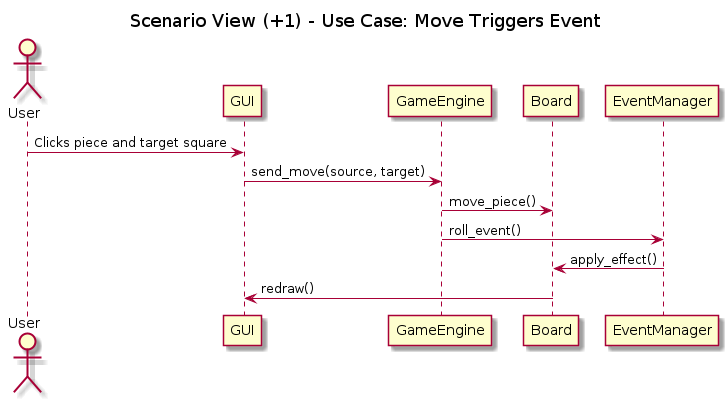 Scenario View (+1) - Use Case: Move Triggers Event
User
GUI
GameEngine
Board
EventManager
Clicks piece and target square
send_move(source, target)
move_piece()
roll_event()
apply_effect()
redraw()
User
GUI
GameEngine
Board
EventManager